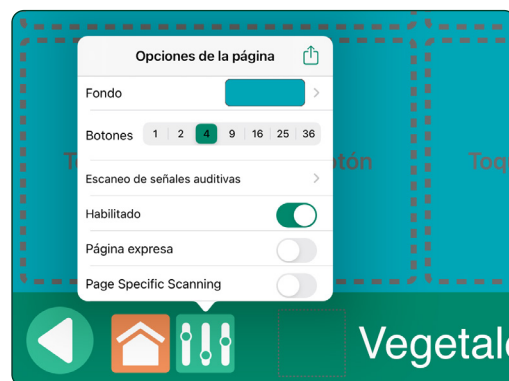 Opciones de la página
Fondo
Botones 1 2 4 9 16 25 36
Escaneo de señales auditivas
Habilitado
Página expresa
Page Specific Scanning